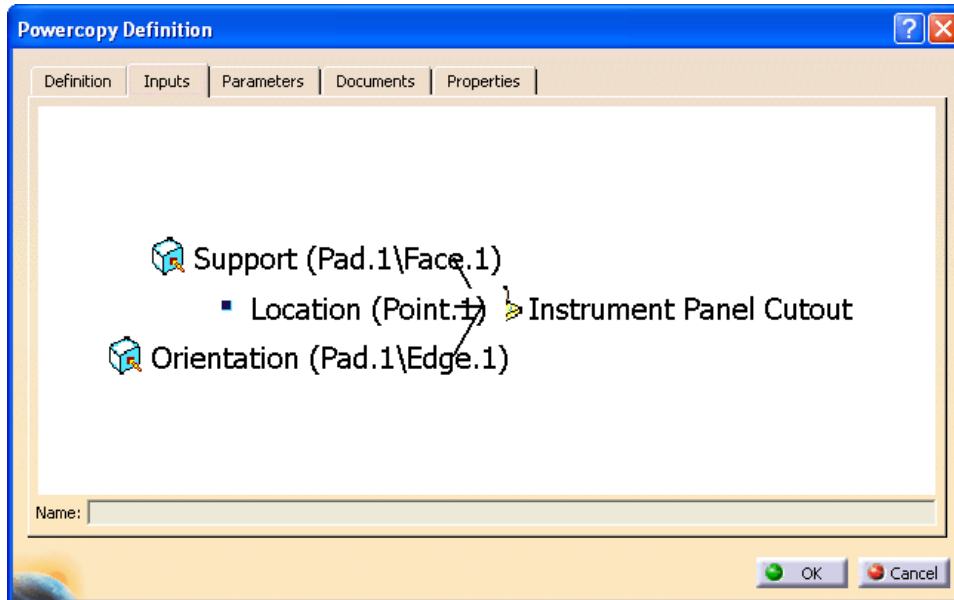 Powercopy Definition
Definition Inputs Parameters Documents Properties
Support (Pad.1\Face.1)
Location (Point.1) Instrument Panel Cutout
Orientation (Pad.1\Edge.1)
Name:
OK Cancel